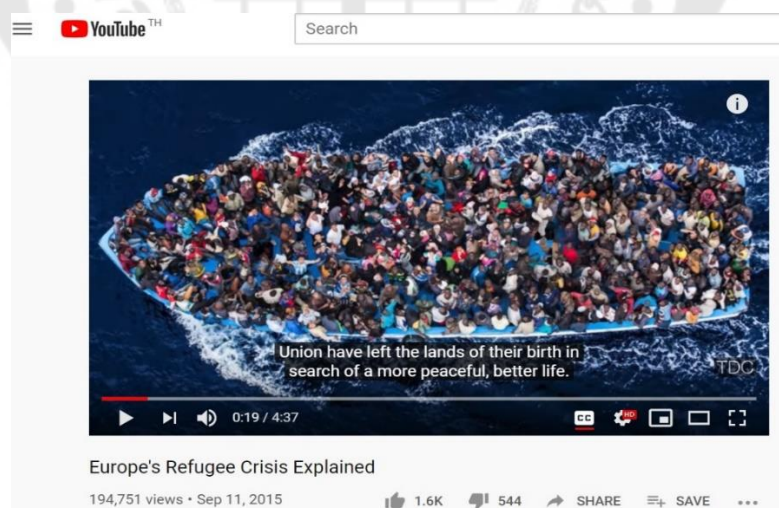 YouTube TH
Search
Union have left the lands of their birth in
search of a more peaceful, better life.
TDC
0:19 / 4:37
CC
HD
Europe's Refugee Crisis Explained
194,751 views • Sep 11, 2015
1.6K
544
SHARE
SAVE